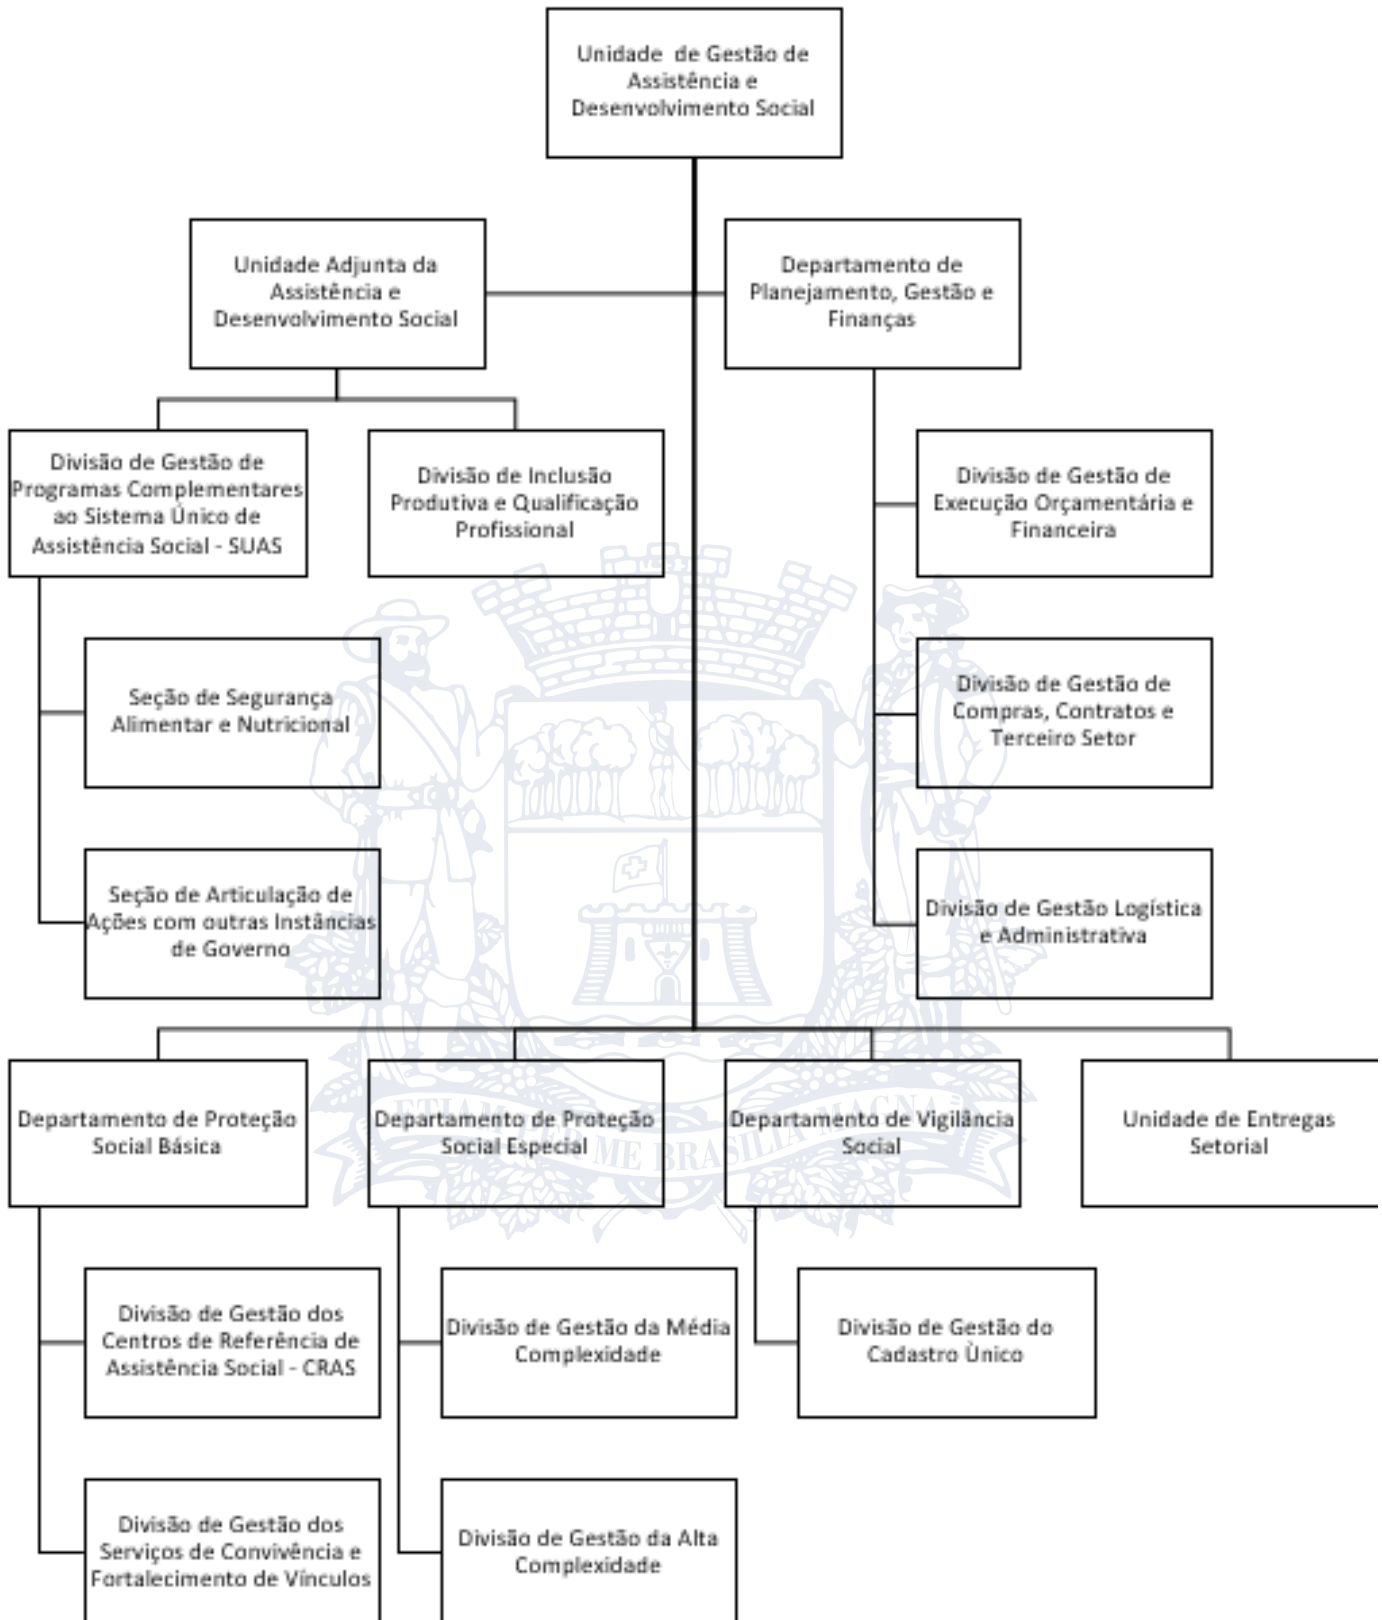 Unidade de Gestão de
Assistência e
Desenvolvimento Social
Unidade Adjunta da
Assistência e
Desenvolvimento Social
Departamento de
Planejamento, Gestão e
Finanças
Divisão de Gestão de
Programas Complementares
ao Sistema Único de
Assistência Social - SUAS
Divisão de Inclusão
Produtiva e Qualificação
Profissional
Divisão de Gestão de
Execução Orçamentária e
Financeira
Seção de Segurança
Alimentar e Nutricional
Divisão de Gestão de
Compras, Contratos e
Terceiro Setor
Seção de Articulação de
Ações com outras Instâncias
de Governo
Divisão de Gestão Logística
e Administrativa
Departamento de Proteção
Social Básica
Departamento de Proteção
Social Especial
Departamento de Vigilância
Social
Unidade de Entregas
Setorial
ETIAM ME BRASILIA MAGNA
Divisão de Gestão dos
Centros de Referência de
Assistência Social - CRAS
Divisão de Gestão da Média
Complexidade
Divisão de Gestão do
Cadastro Ùnico
Divisão de Gestão dos
Serviços de Convivência e
Fortalecimento de Vínculos
Divisão de Gestão da Alta
Complexidade